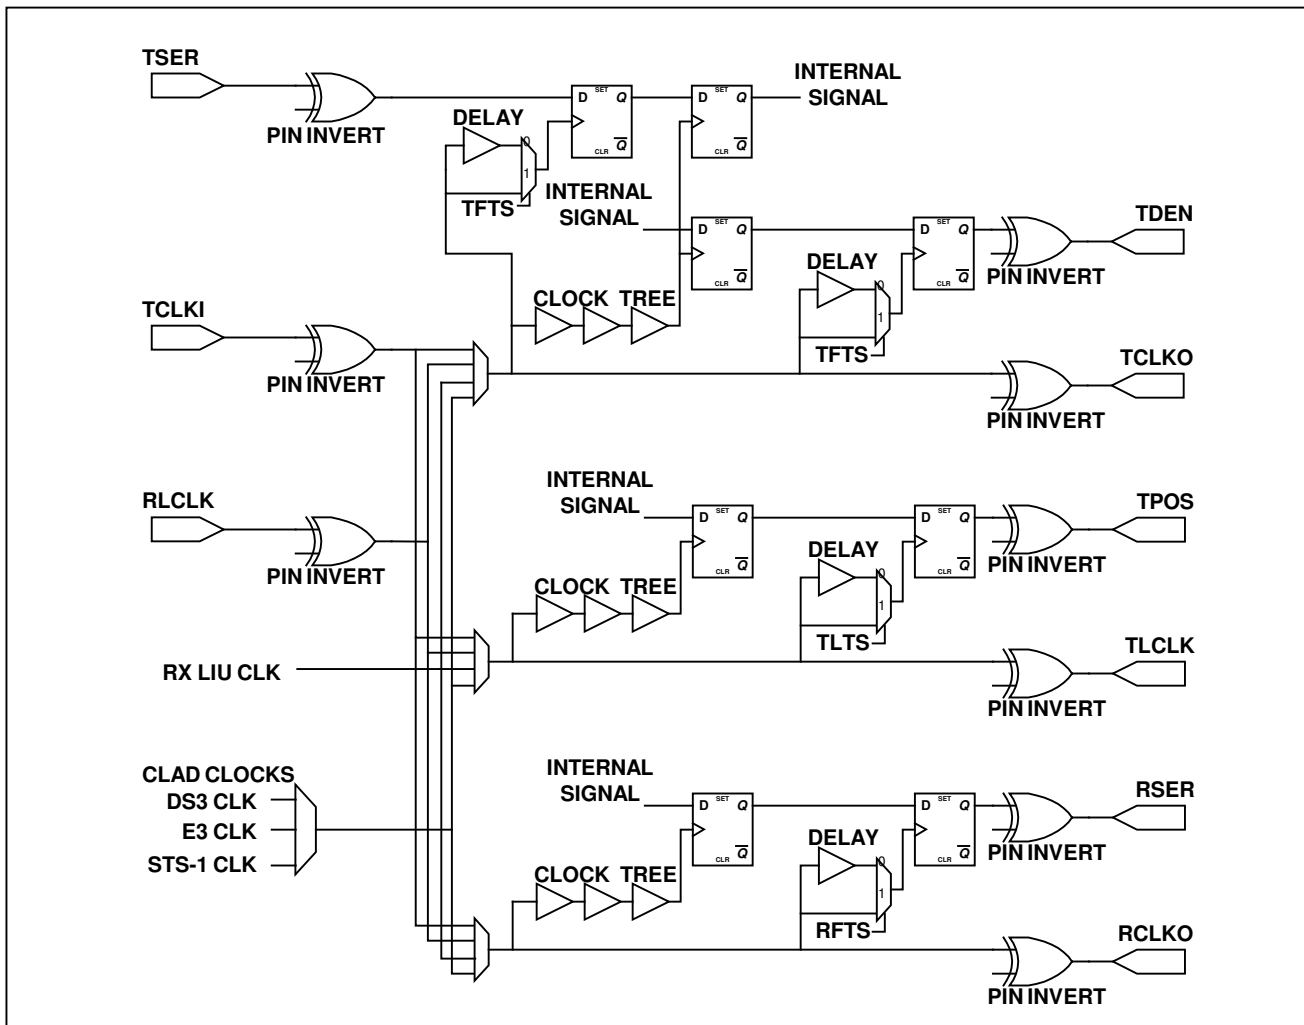 TSER
PIN INVERT
DELAY
0
1
TFTS
D SET Q
CLR Q
D SET Q
CLR Q
INTERNAL
SIGNAL
INTERNAL
SIGNAL
D SET Q
CLR Q
DELAY
0
1
TFTS
D SET Q
CLR Q
PIN INVERT
TDEN
TCLKI
PIN INVERT
CLOCK TREE
PIN INVERT
TCLKO
RLCLK
PIN INVERT
INTERNAL
SIGNAL
D SET Q
CLR Q
CLOCK TREE
DELAY
0
1
TLTS
D SET Q
CLR Q
PIN INVERT
TPOS
RX LIU CLK
PIN INVERT
TLCLK
CLAD CLOCKS
DS3 CLK
E3 CLK
STS-1 CLK
INTERNAL
SIGNAL
D SET Q
CLR Q
CLOCK TREE
DELAY
0
1
RFTS
D SET Q
CLR Q
PIN INVERT
RSER
PIN INVERT
RCLKO